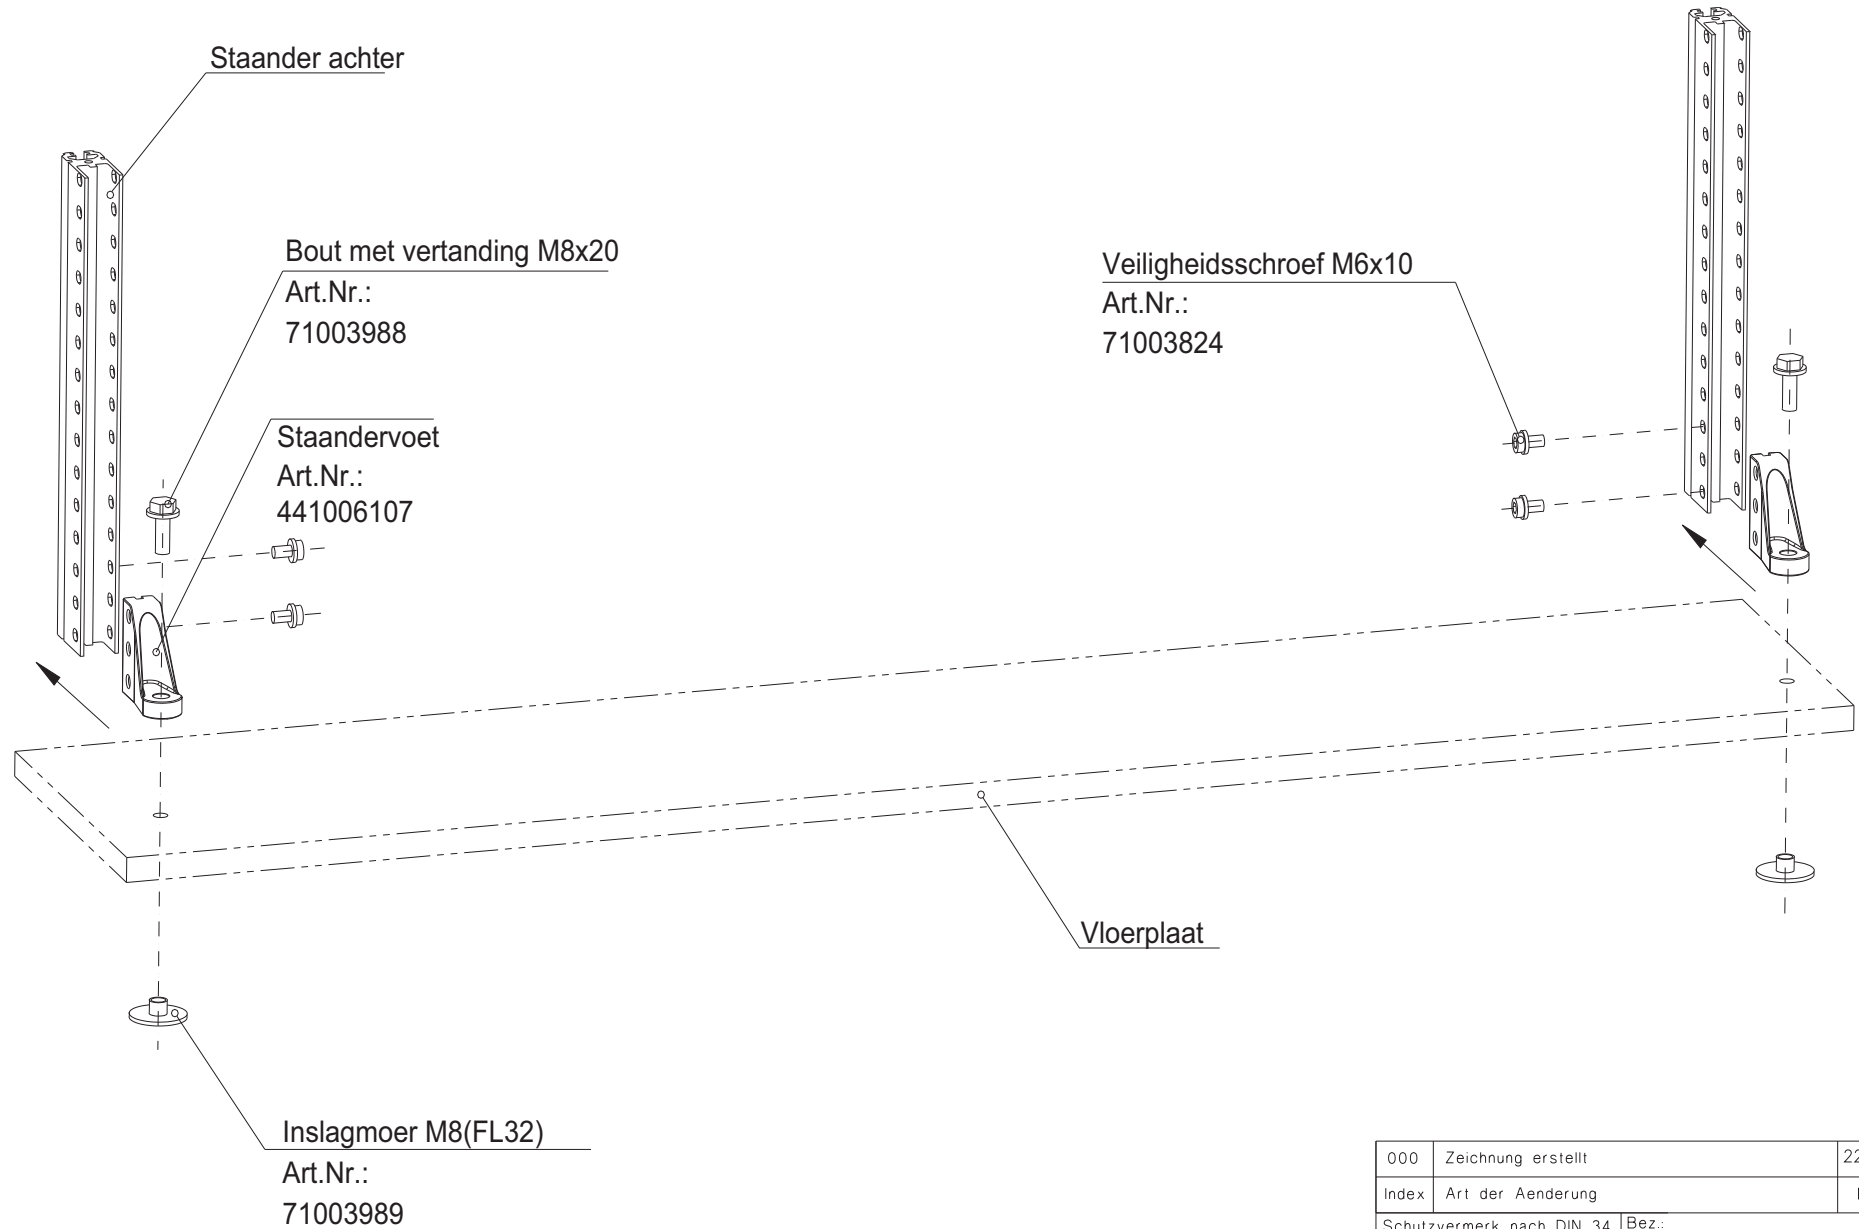 Staander achter
Bout met vertanding M8x20
Art.Nr.:
71003988
Veiligheidsschroef M6x10
Art.Nr.:
71003824
Staandervoet
Art.Nr.:
441006107
Vloerplaat
Inslagmoer M8(FL32)
Art.Nr.:
71003989
000 Zeichnung erstellt 22
Index Art der Aenderung
Schutzvermerk nach DIN 34 Bez.: